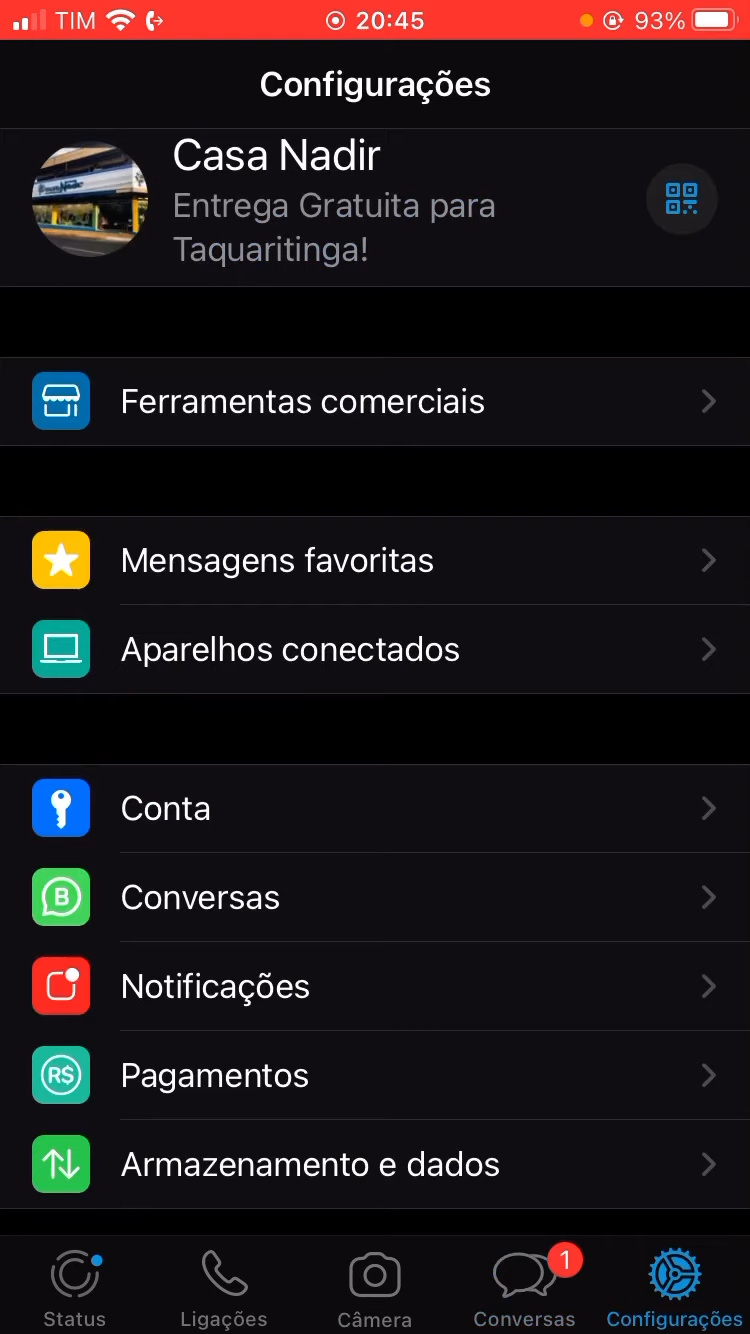 TIM 20:45 93%
Configurações
Casa Nadir
Entrega Gratuita para
Taquaritinga!
Ferramentas comerciais
Mensagens favoritas
Aparelhos conectados
Conta
B
Conversas
Notificações
R$
Pagamentos
Armazenamento e dados
1
Status Ligações Câmera Conversas Configurações